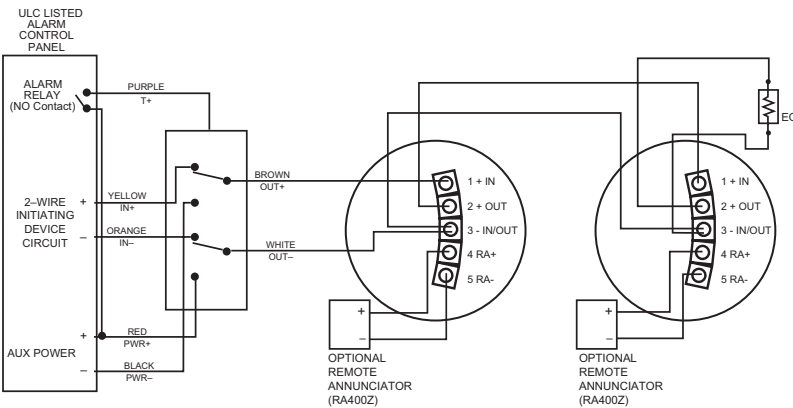 ULC LISTED
ALARM
CONTROL
PANEL
ALARM
RELAY
(NO Contact)
PURPLE
T+
2–WIRE
INITIATING
DEVICE
CIRCUIT
+
–
YELLOW
IN+
ORANGE
IN–
BROWN
OUT+
WHITE
OUT–
AUX POWER
+
–
RED
PWR+
BLACK
PWR–
1 + IN
2 + OUT
3 - IN/OUT
4 RA+
5 RA-
+
–
OPTIONAL
REMOTE
ANNUNCIATOR
(RA400Z)
1 + IN
2 + OUT
3 - IN/OUT
4 RA+
5 RA-
+
–
OPTIONAL
REMOTE
ANNUNCIATOR
(RA400Z)